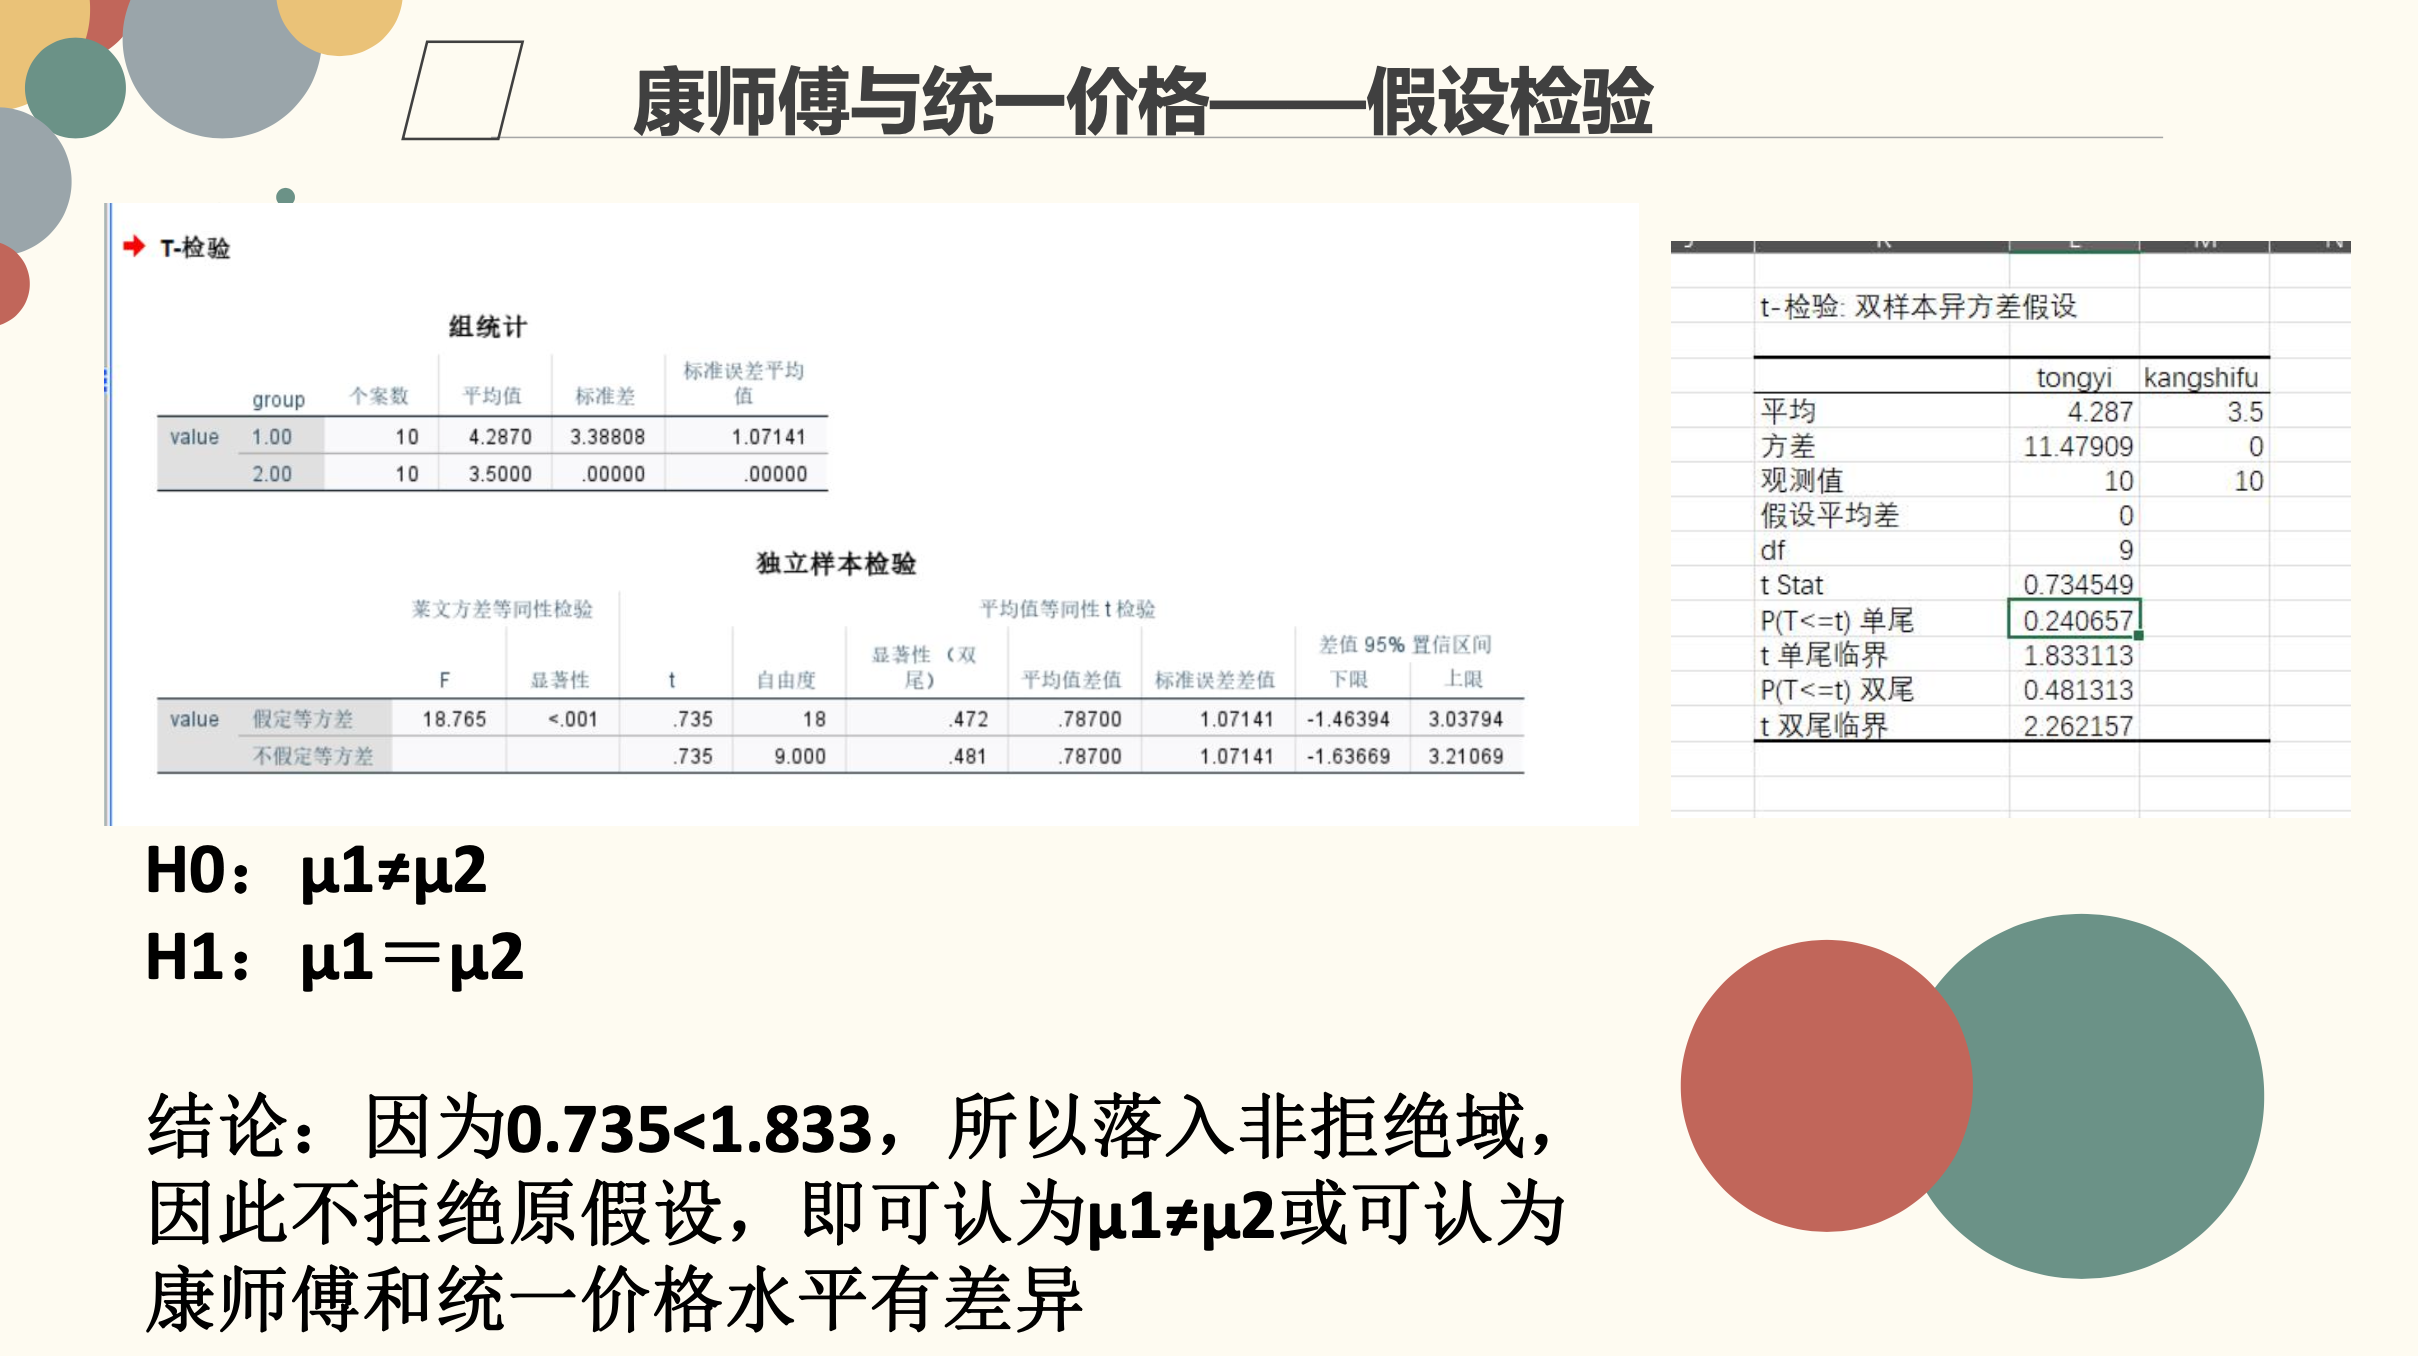 康师傅与统一价格——假设检验
T-检验
组统计
group 个案数 平均值 标准差 标准误差平均值
value 1.00 10 4.2870 3.38808 1.07141
2.00 10 3.5000 .00000 .00000
独立样本检验
莱文方差等同性检验 平均值等同性 t 检验
差值 95% 置信区间
F 显著性 t 自由度 显著性（双尾） 平均值差值 标准误差差值 下限 上限
value 假定等方差 18.765 <.001 .735 18 .472 .78700 1.07141 -1.46394 3.03794
不假定等方差 .735 9.000 .481 .78700 1.07141 -1.63669 3.21069
t-检验: 双样本异方差假设
tongyi kangshifu
平均 4.287 3.5
方差 11.47909 0
观测值 10 10
假设平均差 0
df 9
t Stat 0.734549
P(T<=t) 单尾 0.240657
t 单尾临界 1.833113
P(T<=t) 双尾 0.481313
t 双尾临界 2.262157
H0： μ1≠μ2
H1： μ1＝μ2
结论：因为0.735<1.833，所以落入非拒绝域，
因此不拒绝原假设，即可认为μ1≠μ2或可认为
康师傅和统一价格水平有差异